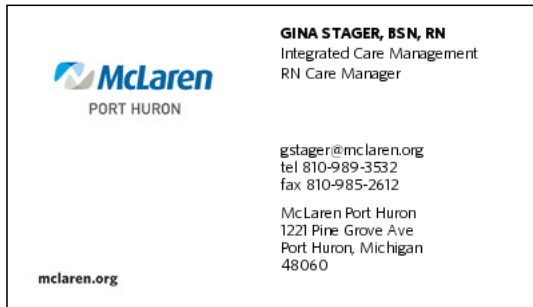 McLaren
PORT HURON
GINA STAGER, BSN, RN
Integrated Care Management
RN Care Manager
gstager@mclaren.org
tel 810-989-3532
fax 810-985-2612
McLaren Port Huron
1221 Pine Grove Ave
Port Huron, Michigan
48060
mclaren.org